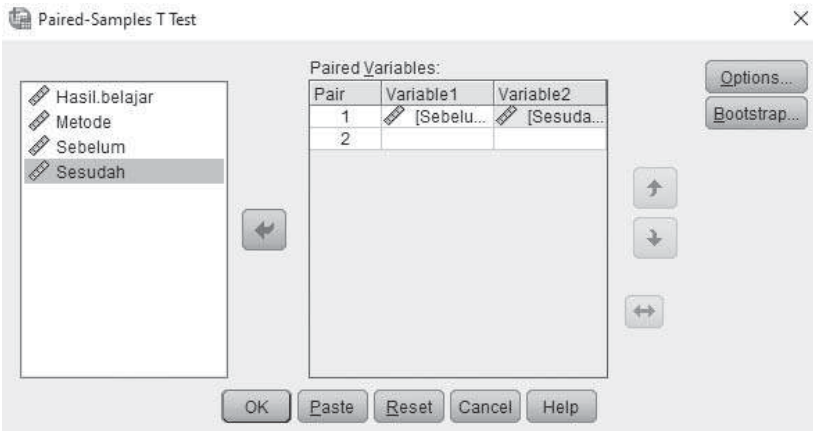 Paired-Samples T Test
Hasil.belajar
Metode
Sebelum
Sesudah
Paired Variables:
Pair Variable1 Variable2
1 [Sebelu... [Sesuda...
2
Options...
Bootstrap...
OK Paste Reset Cancel Help